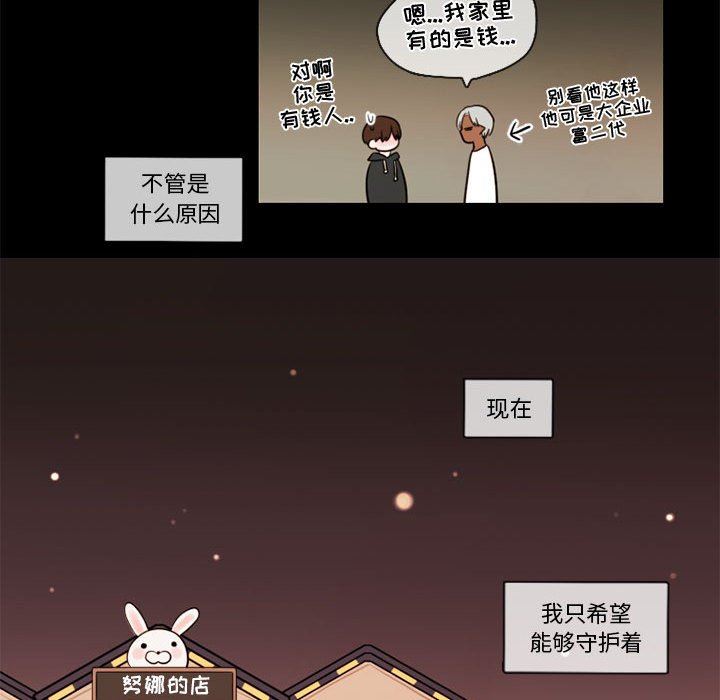 嗯...我家里
有的是钱...
对啊
你是
有钱人..
别看他这样
他可是大企业
富二代
不管是
什么原因
现在
我只希望
能够守护着
努娜的店